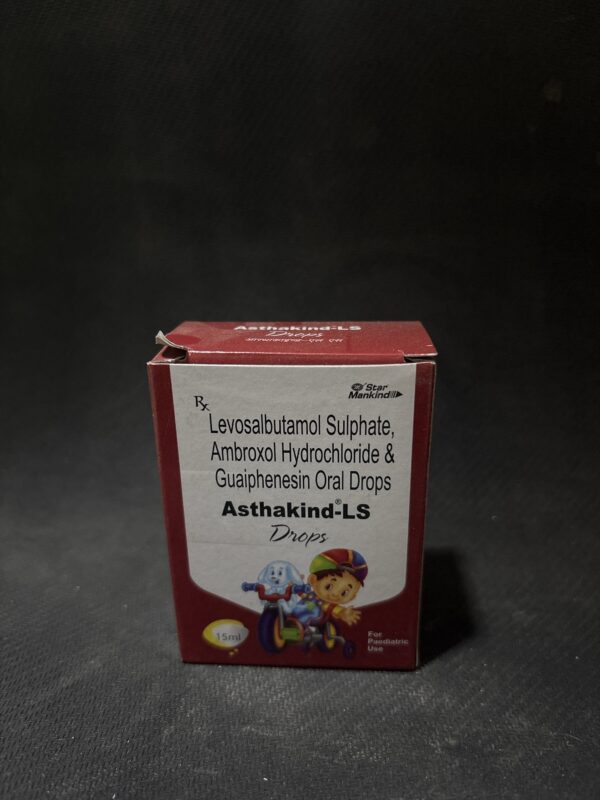 Asthakind-LS
Drops
Rx
Star
Mankind
Levosalbutamol Sulphate,
Ambroxol Hydrochloride &
Guaiphenesin Oral Drops
Asthakind®-LS
Drops
15ml
For
Paediatric
Use